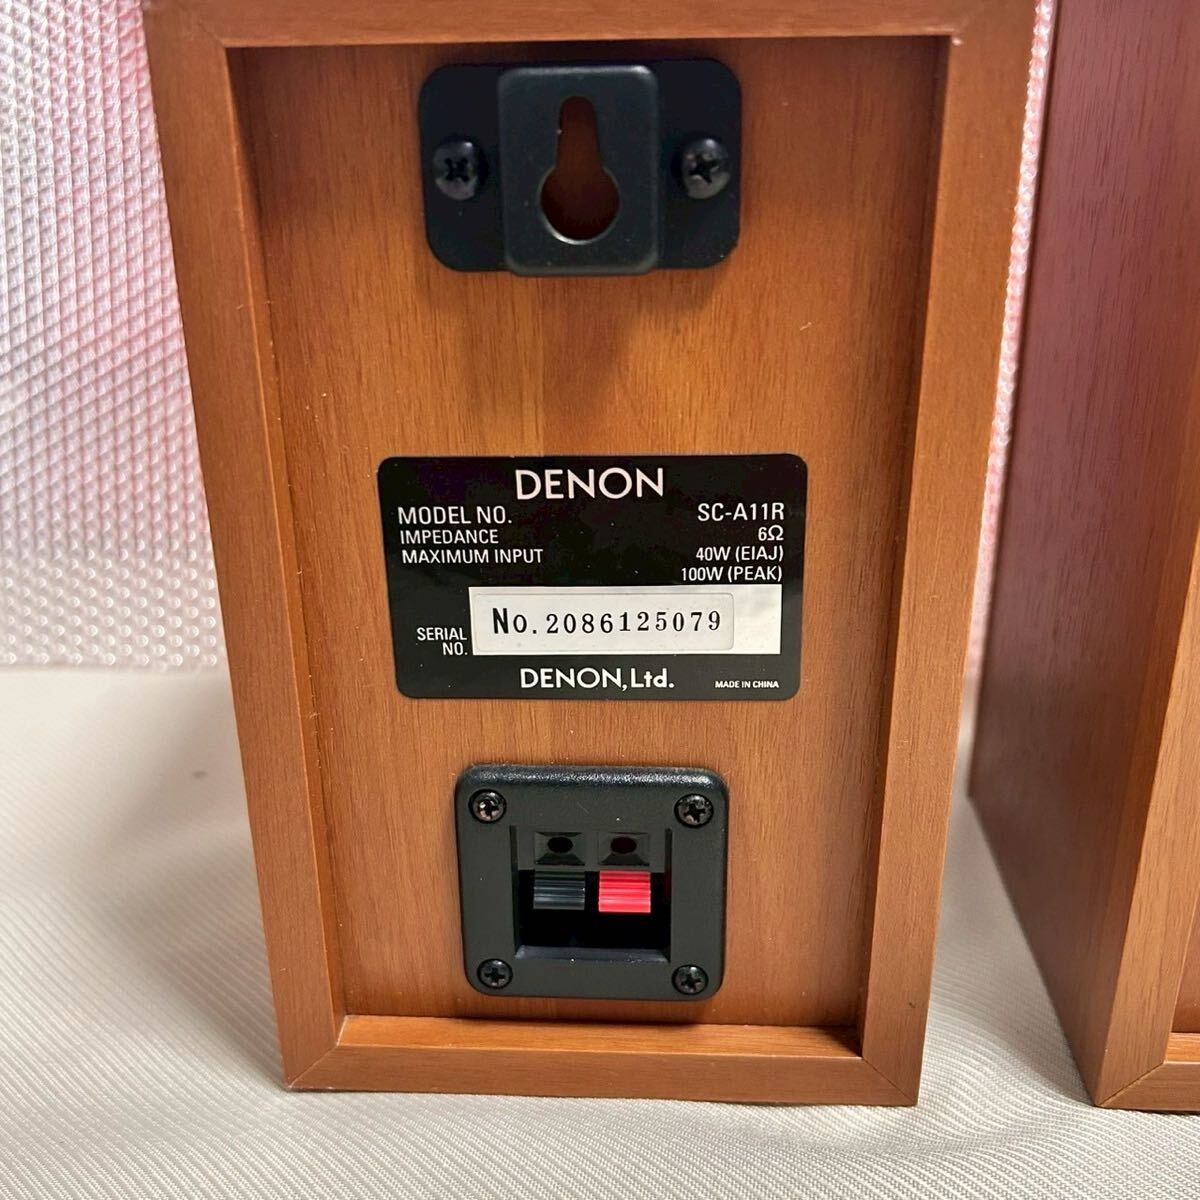 DENON
MODEL NO. SC-A11R
IMPEDANCE 6Ω
MAXIMUM INPUT 40W (EIAJ)
100W (PEAK)
SERIAL NO. No. 2086125079
DENON, Ltd. MADE IN CHINA